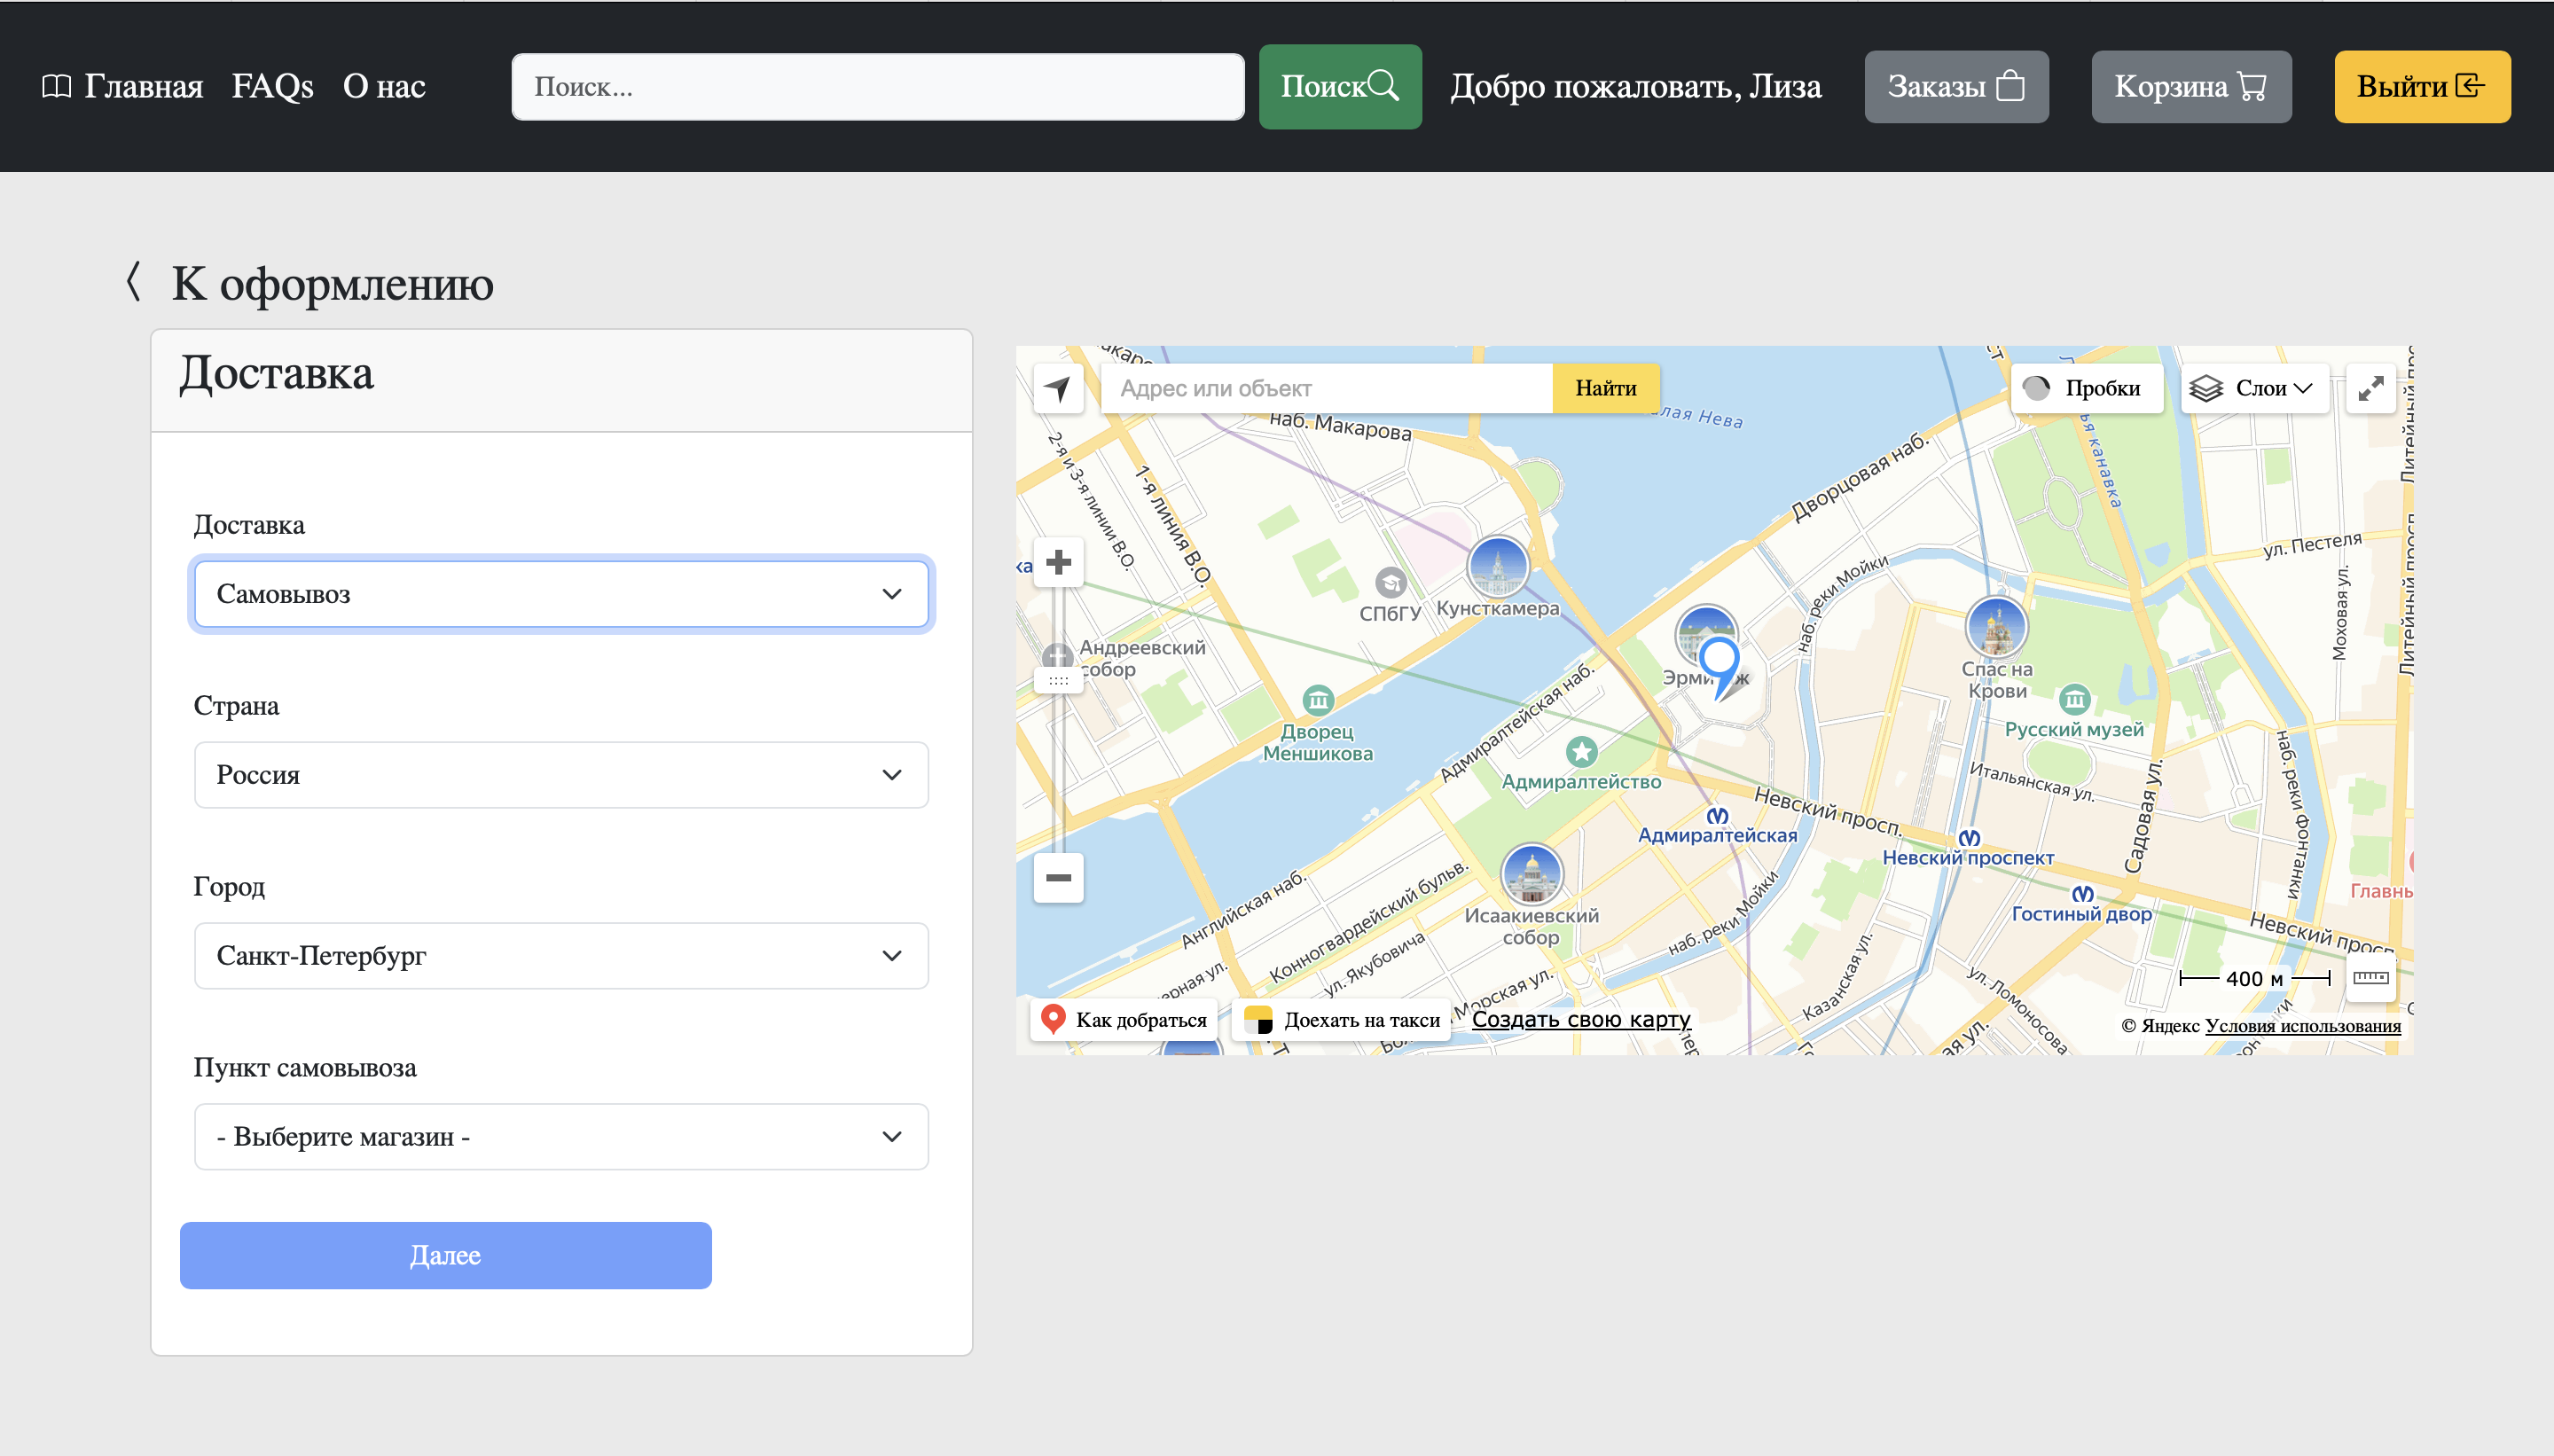 Главная FAQs О нас
Поиск...
Поиск
Добро пожаловать, Лиза
Заказы
Корзина
Выйти
К оформлению
Доставка
Доставка
Самовывоз
Страна
Россия
Город
Санкт-Петербург
Пункт самовывоза
- Выберите магазин -
Далее
Адрес или объект
Найти
Пробки
Слои
наб. Макарова
2-я и 3-я линии В.О.
1-я линия В.О.
Дворцовая наб.
ул. Пестеля
Моховая ул.
Литейный просп.
наб. реки Мойки
СПбГУ
Кунсткамера
Андреевский
собор
Спас на
Крови
Русский музей
Дворец
Меншикова
Адмиралтейская наб.
Адмиралтейство
Итальянская ул.
Садовая ул.
наб. реки Фонтанки
Невский просп.
Адмиралтейская
Невский проспект
Гостиный двор
Невский просп.
Исаакиевский
собор
Английская наб.
Конногвардейский бульв.
ул. Якубовича
наб. реки Мойки
Казанская ул.
ул. Ломоносова
Морская ул.
400 м
Как добраться
Доехать на такси
Создать свою карту
© Яндекс Условия использования